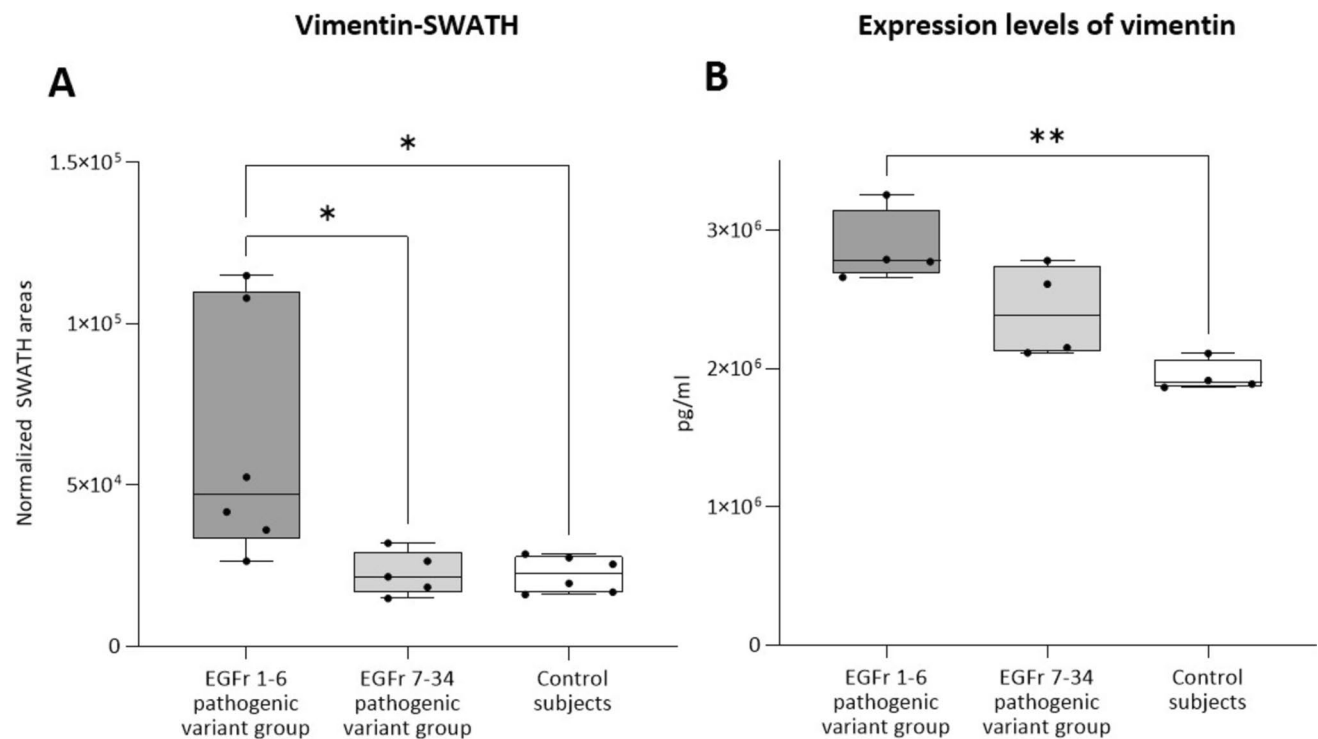 Vimentin-SWATH
A
*
*
1.5×10⁵
1×10⁵
5×10⁴
0
Normalized SWATH areas
EGFr 1-6
pathogenic
variant group
EGFr 7-34
pathogenic
variant group
Control
subjects
Expression levels of vimentin
B
**
3×10⁶
2×10⁶
1×10⁶
0
pg/ml
EGFr 1-6
pathogenic
variant group
EGFr 7-34
pathogenic
variant group
Control
subjects